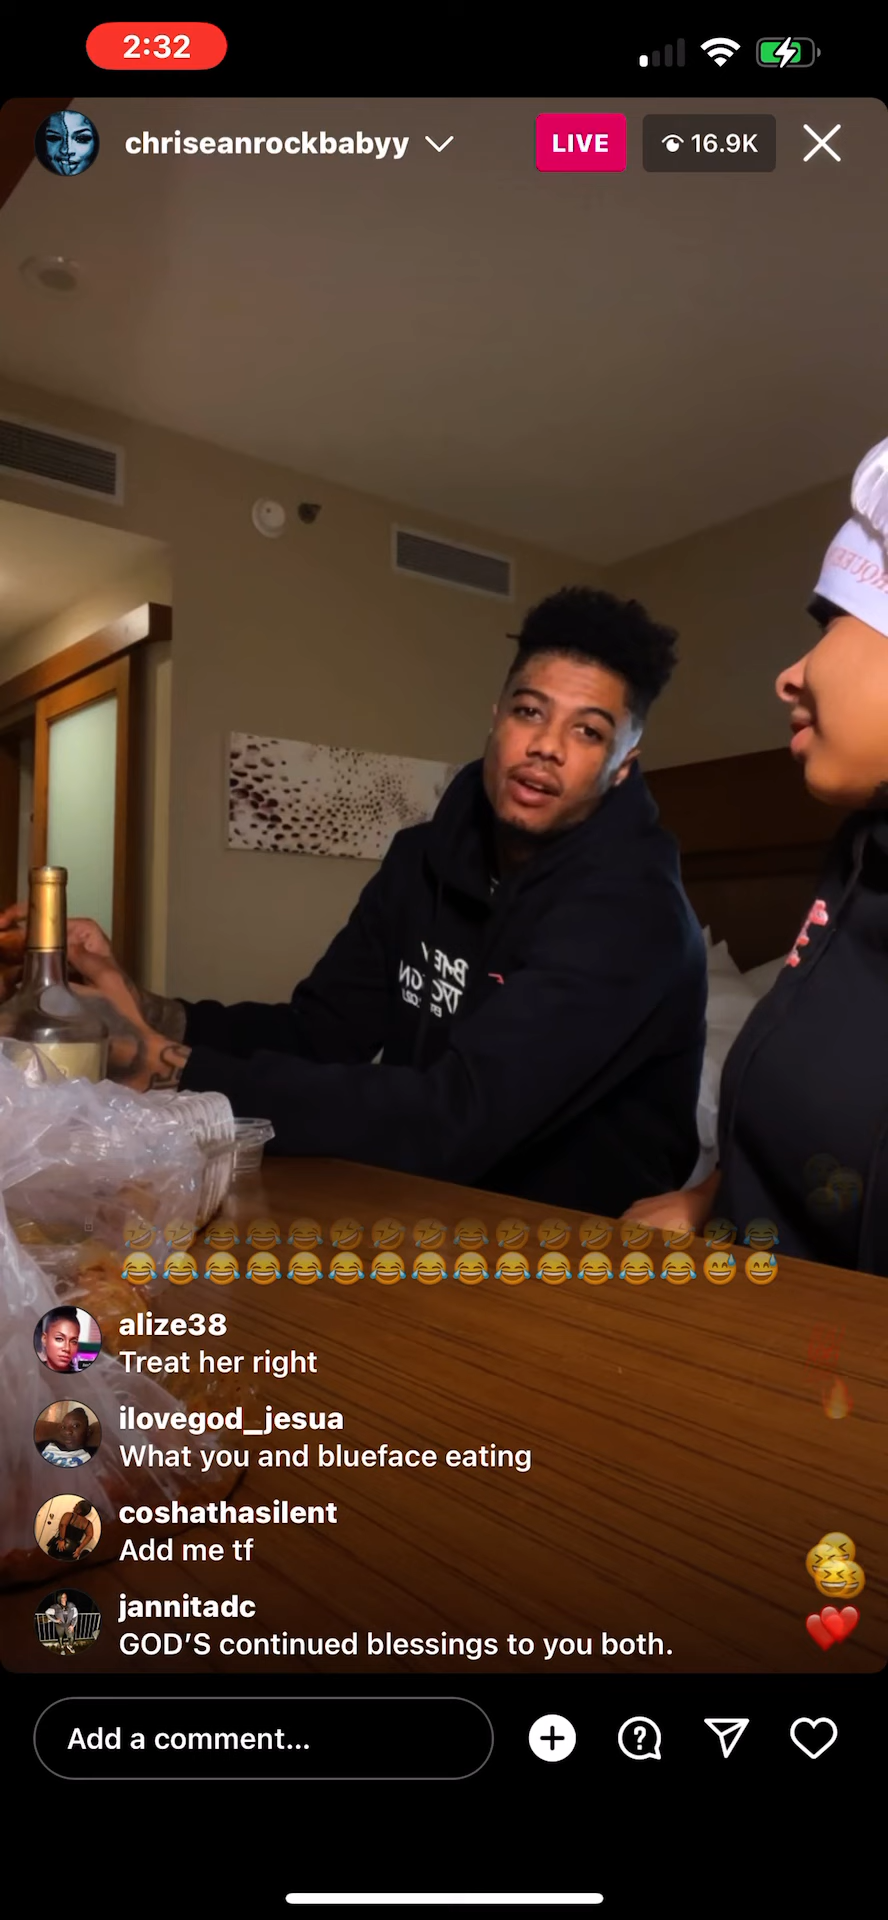 2:32
chriseanrockbabyy
LIVE
16.9K
😂😂😂😂😂😂😂😂😂😂😂😂😂😂😅😅
alize38
Treat her right
ilovegod_jesua
What you and blueface eating
coshathasilent
Add me tf
jannitadc
GOD'S continued blessings to you both.
Add a comment...